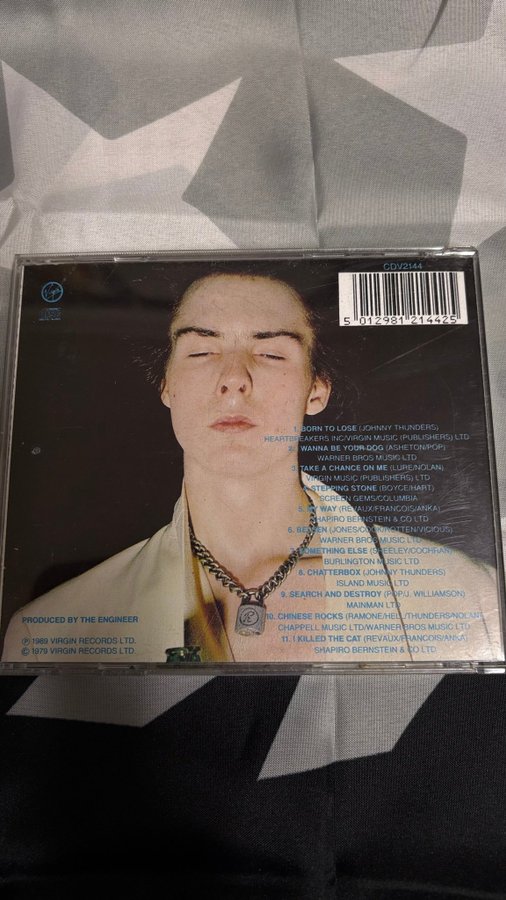 CDV2144
Virgin
5 012981 214425
1. BORN TO LOSE (JOHNNY THUNDERS)
HEARTBREAKERS INC/VIRGIN MUSIC (PUBLISHERS) LTD
2. I WANNA BE YOUR DOG (ASHETON/POP)
WARNER BROS MUSIC LTD
3. TAKE A CHANCE ON ME (LURE/NOLAN)
VIRGIN MUSIC (PUBLISHERS) LTD
4. STEPPING STONE (BOYCE/HART)
SCREEN GEMS/COLUMBIA
5. MY WAY (REVAUX/FRANCOIS/ANKA)
SHAPIRO BERNSTEIN & CO LTD
6. BELSEN (JONES/COOK/ROTTEN/VICIOUS)
WARNER BROS MUSIC LTD
7. SOMETHING ELSE (SEELEY/COCHRAN)
BURLINGTON MUSIC LTD
8. CHATTERBOX (JOHNNY THUNDERS)
ISLAND MUSIC LTD
9. SEARCH AND DESTROY (POP/J. WILLIAMSON)
MAINMAN LTD
10. CHINESE ROCKS (RAMONE/HELL/THUNDERS/NOLAN)
CHAPPELL MUSIC LTD/WARNER BROS MUSIC LTD
11. I KILLED THE CAT (REVAUX/FRANCOIS/ANKA)
SHAPIRO BERNSTEIN & CO LTD
PRODUCED BY THE ENGINEER
℗ 1989 VIRGIN RECORDS LTD.
© 1979 VIRGIN RECORDS LTD.